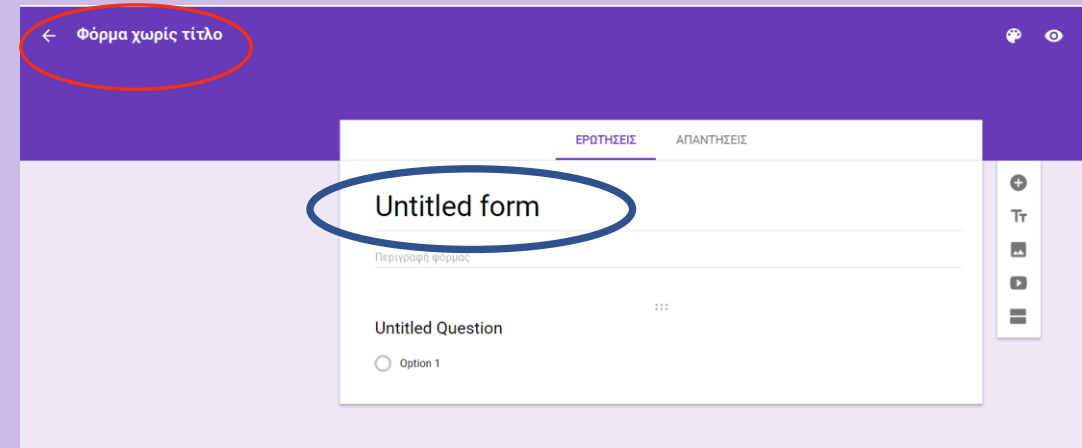 Φόρμα χωρίς τίτλο
ΕΡΩΤΗΣΕΙΣ ΑΠΑΝΤΗΣΕΙΣ
Untitled form
Περιγραφή φόρμας
Untitled Question
Option 1